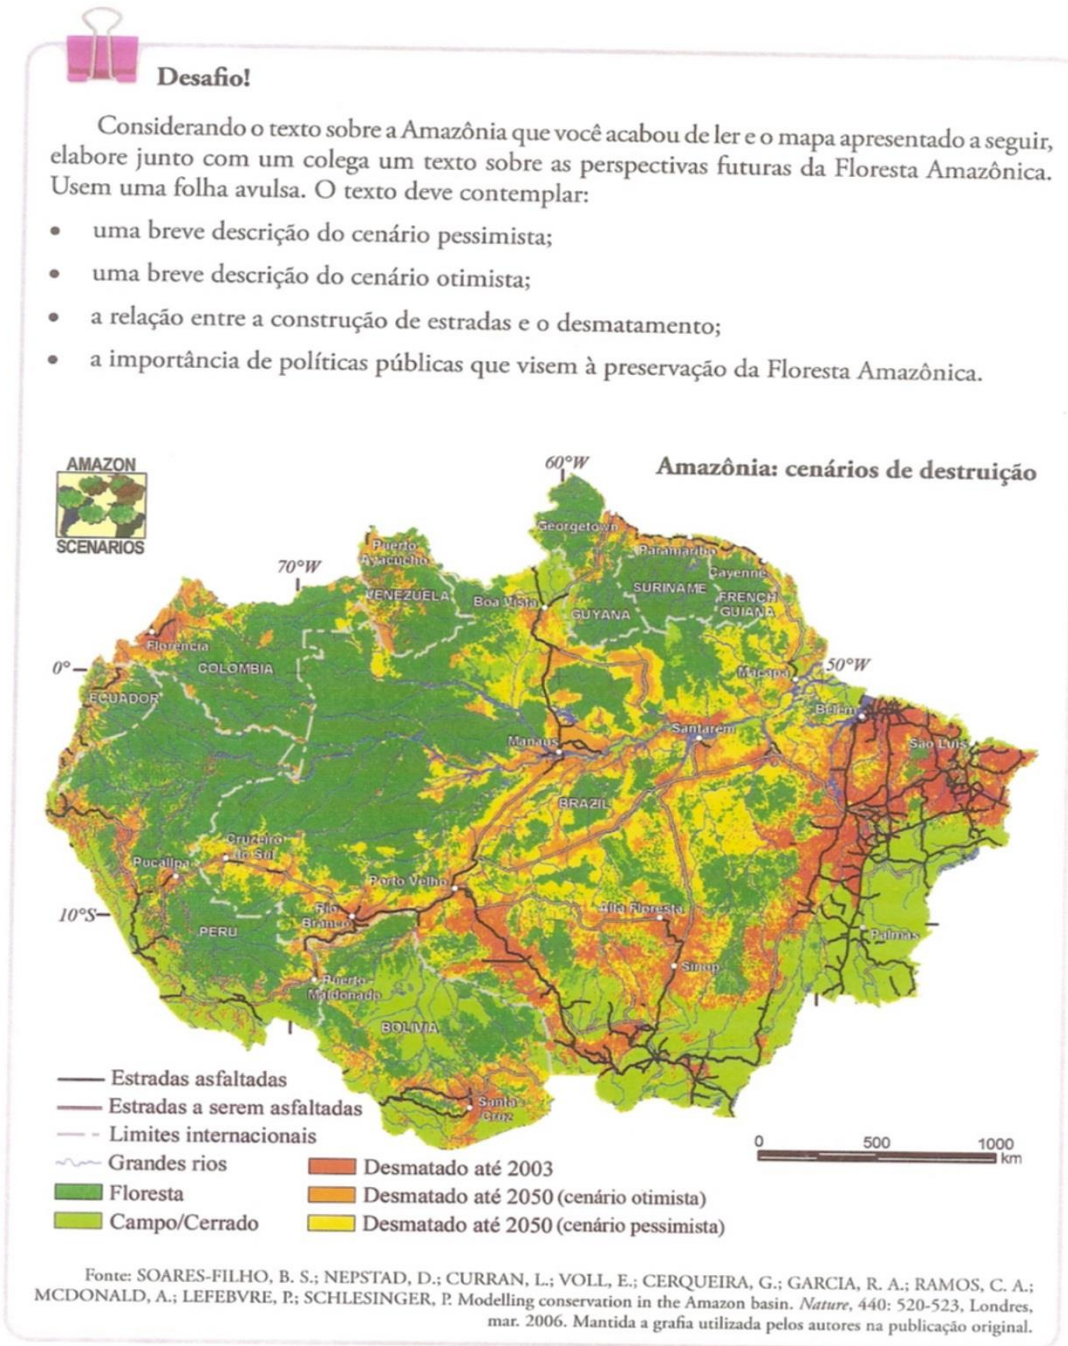 Desafio!
Considerando o texto sobre a Amazônia que você acabou de ler e o mapa apresentado a seguir,
elabore junto com um colega um texto sobre as perspectivas futuras da Floresta Amazônica.
Usem uma folha avulsa. O texto deve contemplar:
• uma breve descrição do cenário pessimista;
• uma breve descrição do cenário otimista;
• a relação entre a construção de estradas e o desmatamento;
• a importância de políticas públicas que visem à preservação da Floresta Amazônica.
AMAZON
SCENARIOS
Amazônia: cenários de destruição
60°W
70°W
50°W
0°
10°S
Georgetown
Puerto
Ayacucho
Paramaribo
Cayenne
VENEZUELA
Boa Vista
SURINAME
FRENCH
GUIANA
GUYANA
Florencia
COLOMBIA
Macapá
ECUADOR
Belém
Santarém
Manaus
São Luis
BRAZIL
Cruzeiro
do Sul
Pucallpa
Porto Velho
Rio
Branco
Alta Floresta
PERU
Palmas
Sinop
Puerto
Maldonado
BOLIVIA
Santa
Cruz
Estradas asfaltadas
Estradas a serem asfaltadas
Limites internacionais
Grandes rios
Floresta
Campo/Cerrado
Desmatado até 2003
Desmatado até 2050 (cenário otimista)
Desmatado até 2050 (cenário pessimista)
0 500 1000
km
Fonte: SOARES-FILHO, B. S.; NEPSTAD, D.; CURRAN, L.; VOLL, E.; CERQUEIRA, G.; GARCIA, R. A.; RAMOS, C. A.;
MCDONALD, A.; LEFEBVRE, P.; SCHLESINGER, P. Modelling conservation in the Amazon basin. Nature, 440: 520-523, Londres,
mar. 2006. Mantida a grafia utilizada pelos autores na publicação original.